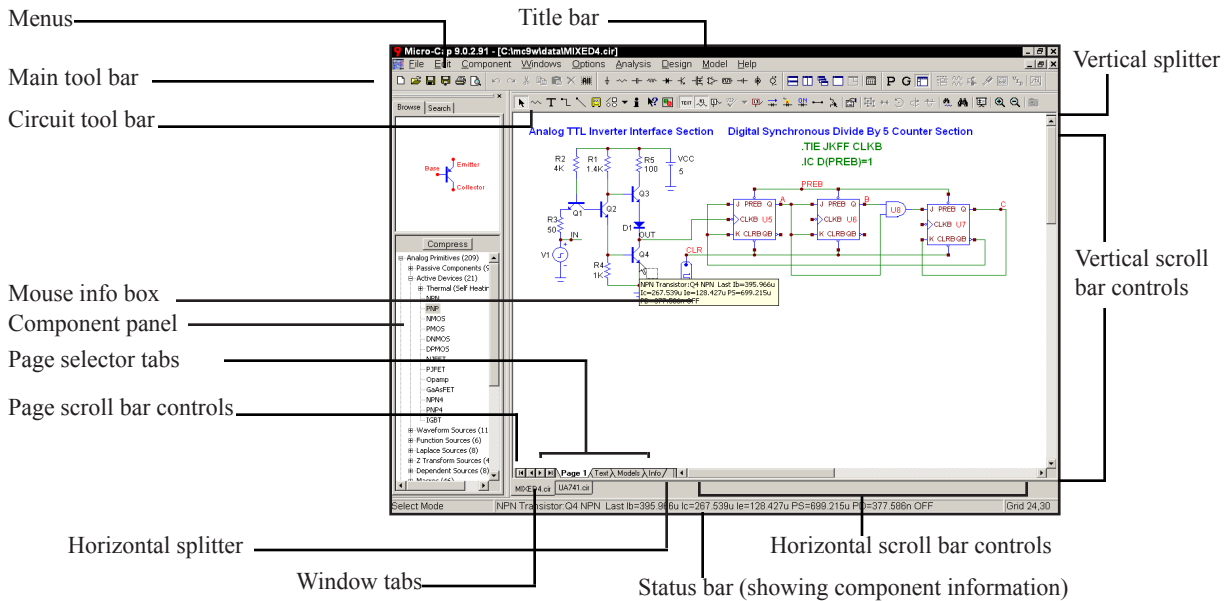 Menus
Title bar
Main tool bar
Circuit tool bar
Vertical splitter
Vertical scroll
bar controls
Mouse info box
Component panel
Page selector tabs
Page scroll bar controls
Horizontal splitter
Window tabs
Horizontal scroll bar controls
Status bar (showing component information)
Micro-Cap 9.0.2.91 - [C:\mc9w\data\MIXED4.cir]
File Edit Component Windows Options Analysis Design Model Help
P G
Browse Search
T
TEXT
ON
Base
Emitter
Collector
Compress
Analog Primitives (209)
Passive Components (9
Active Devices (21)
Thermal (Self Heatin
NPN
PNP
NMOS
PMOS
DNMOS
DPMOS
NJFET
PJFET
Opamp
GaAsFET
NPN4
PNP4
IGBT
Waveform Sources (11
Function Sources (6)
Laplace Sources (8)
Z Transform Sources (4
Dependent Sources (8)
Macros (46)
Analog TTL Inverter Interface Section
Digital Synchronous Divide By 5 Counter Section
.TIE JKFF CLKB
.IC D(PREB)=1
R2
4K
R1
1.4K
R5
100
VCC
5
Q3
Q1
Q2
R3
50
IN
D1
OUT
V1
R4
1K
Q4
CLR
PREB
J PREB Q
CLKB U5
K CLRB QB
A
J PREB Q
CLKB U6
K CLRB QB
B
U8
J PREB Q
CLKB U7
K CLRB QB
C
NPN Transistor:Q4 NPN Last Ib=395.966u
Ic=267.539u Ie=128.427u PS=699.215u
PD=377.586n OFF
Page 1 Text Models Info
MIXED4.cir UA741.cir
Select Mode
NPN Transistor:Q4 NPN Last Ib=395.966u Ic=267.539u Ie=128.427u PS=699.215u PD=377.586n OFF
Grid 24,30